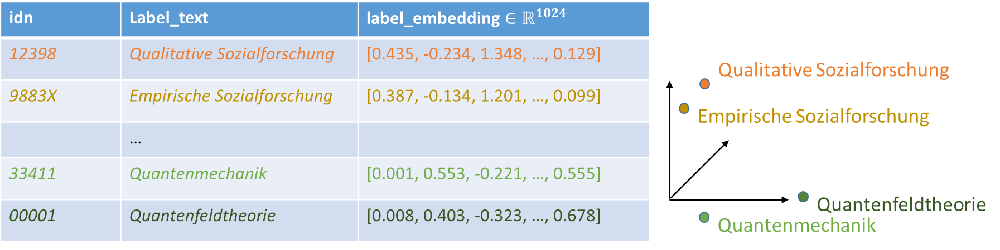 idn Label_text label_embedding ∈ ℝ¹⁰²⁴
12398 Qualitative Sozialforschung [0.435, -0.234, 1.348, …, 0.129]
9883X Empirische Sozialforschung [0.387, -0.134, 1.201, …, 0.099]
…
33411 Quantenmechanik [0.001, 0.553, -0.221, …, 0.555]
00001 Quantenfeldtheorie [0.008, 0.403, -0.323, …, 0.678]
Qualitative Sozialforschung
Empirische Sozialforschung
Quantenfeldtheorie
Quantenmechanik